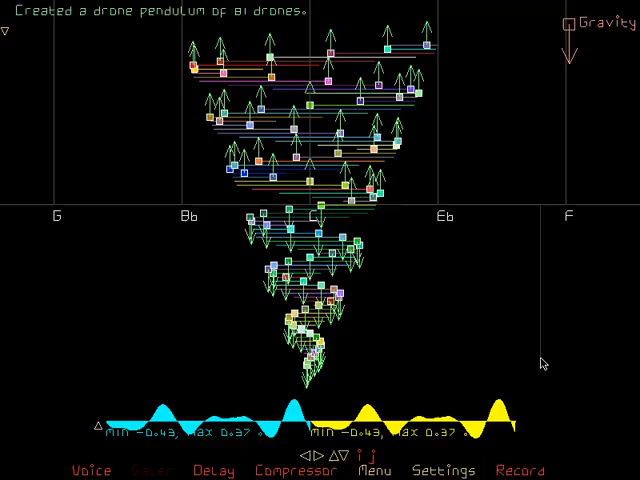 Created a drone pendulum of 81 drones.
Gravity
G Bb C Eb F
Min -0.43, Max 0.37 . Min -0.43, Max 0.37 .
i j
Voice Delay Compressor Menu Settings Record